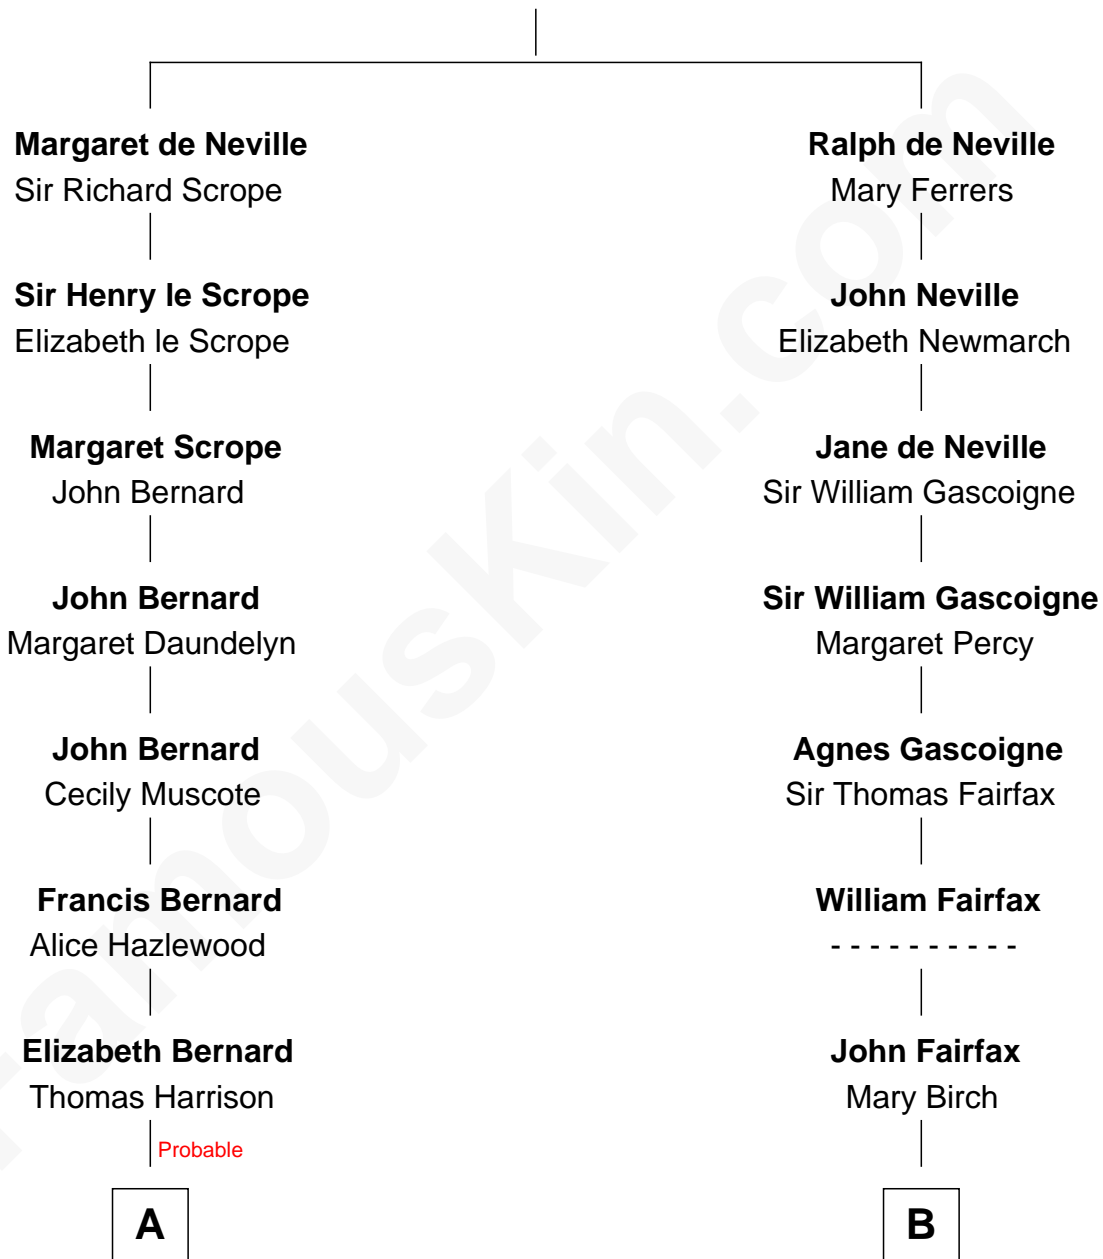 Margaret de Neville
Sir Richard Scrope
Ralph de Neville
Mary Ferrers
Sir Henry le Scrope
Elizabeth le Scrope
John Neville
Elizabeth Newmarch
Margaret Scrope
John Bernard
Jane de Neville
Sir William Gascoigne
John Bernard
Margaret Daundelyn
Sir William Gascoigne
Margaret Percy
John Bernard
Cecily Muscote
Agnes Gascoigne
Sir Thomas Fairfax
Francis Bernard
Alice Hazlewood
William Fairfax
- - - - - - - - - -
Elizabeth Bernard
Thomas Harrison
John Fairfax
Mary Birch
Probable
A
B
FamousKin.com